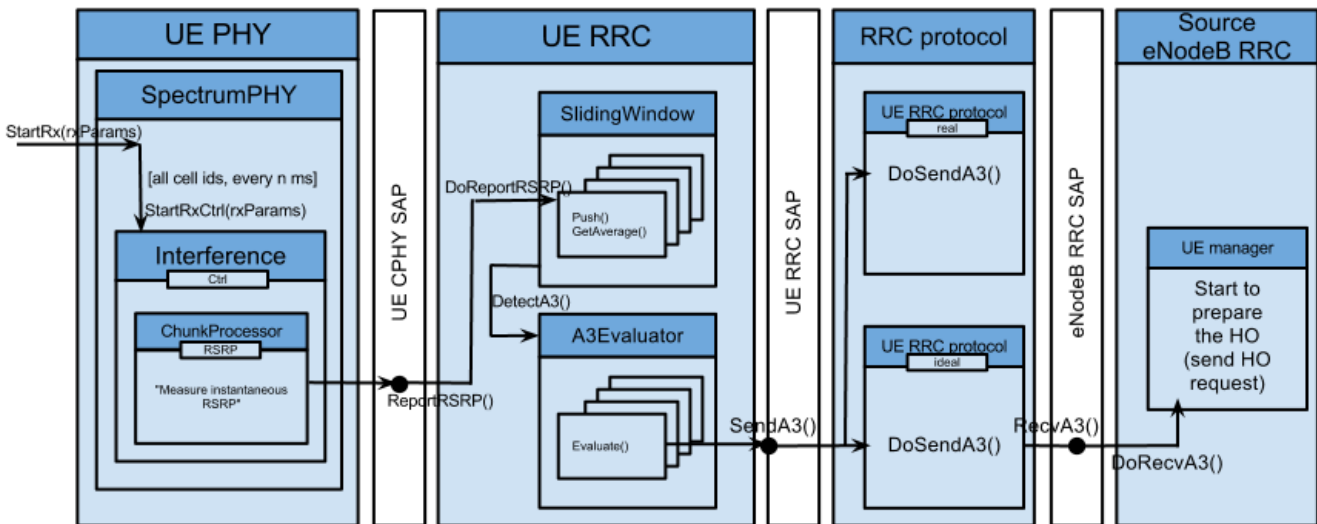 UE PHY
SpectrumPHY
StartRx(rxParams)
[all cell ids, every n ms]
StartRxCtrl(rxParams)
Interference
Ctrl
ChunkProcessor
RSRP
"Measure instantaneous
RSRP"
UE CPHY SAP
ReportRSRP()
UE RRC
SlidingWindow
DoReportRSRP()
Push()
GetAverage()
DetectA3()
A3Evaluator
Evaluate()
SendA3()
UE RRC SAP
RRC protocol
UE RRC protocol
real
DoSendA3()
UE RRC protocol
ideal
DoSendA3()
RecvA3()
eNodeB RRC SAP
Source
eNodeB RRC
UE manager
Start to
prepare
the HO
(send HO
request)
DoRecvA3()